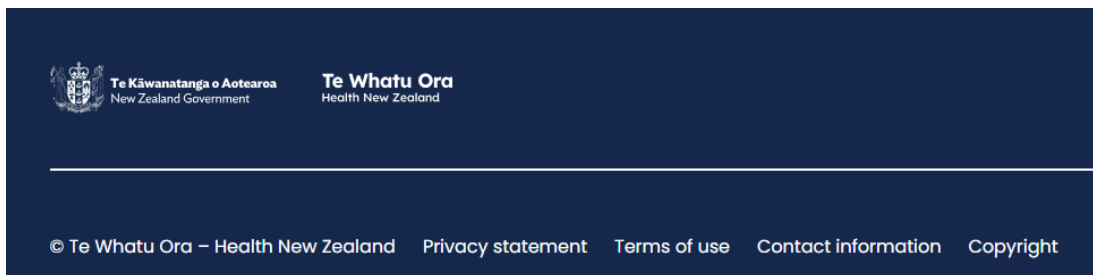 Te Kāwanatanga o Aotearoa
New Zealand Government
Te Whatu Ora
Health New Zealand
© Te Whatu Ora – Health New Zealand Privacy statement Terms of use Contact information Copyright